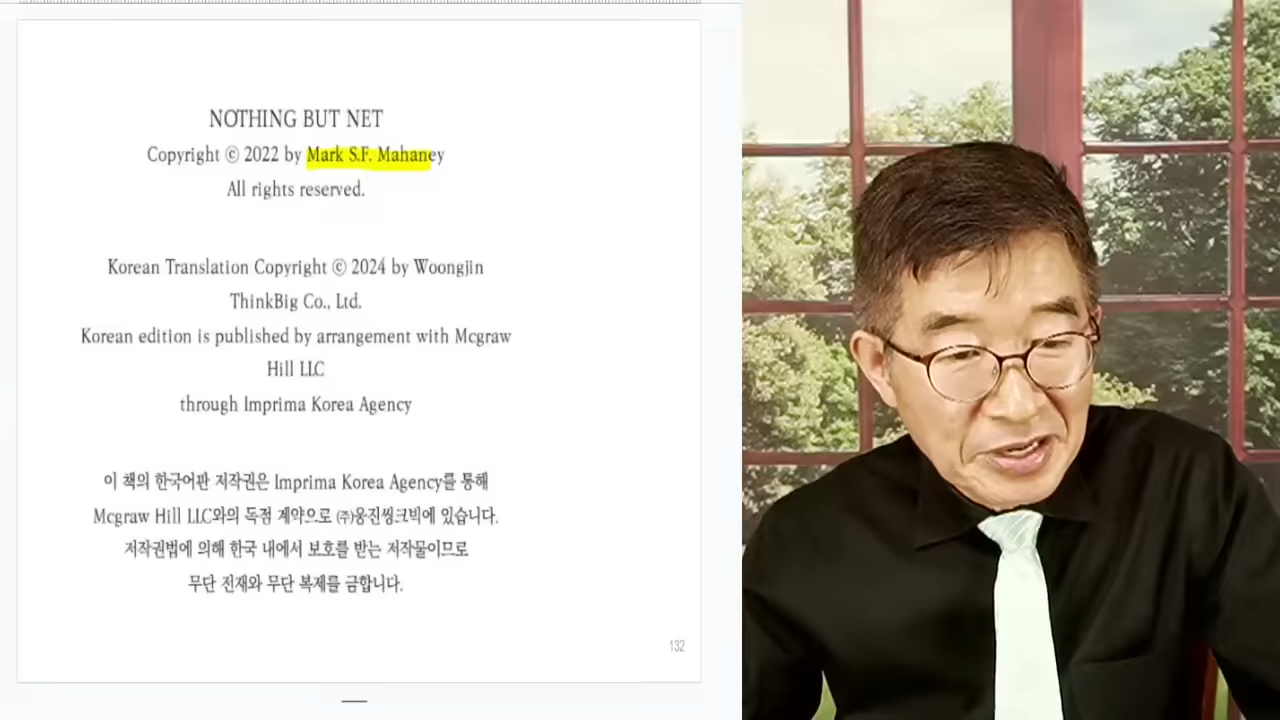 NOTHING BUT NET
Copyright © 2022 by Mark S.F. Mahaney
All rights reserved.
Korean Translation Copyright © 2024 by Woongjin
ThinkBig Co., Ltd.
Korean edition is published by arrangement with Mcgraw
Hill LLC
through Imprima Korea Agency
이 책의 한국어판 저작권은 Imprima Korea Agency를 통해
Mcgraw Hill LLC와의 독점 계약으로 ㈜웅진씽크빅에 있습니다.
저작권법에 의해 한국 내에서 보호를 받는 저작물이므로
무단 전재와 무단 복제를 금합니다.
132